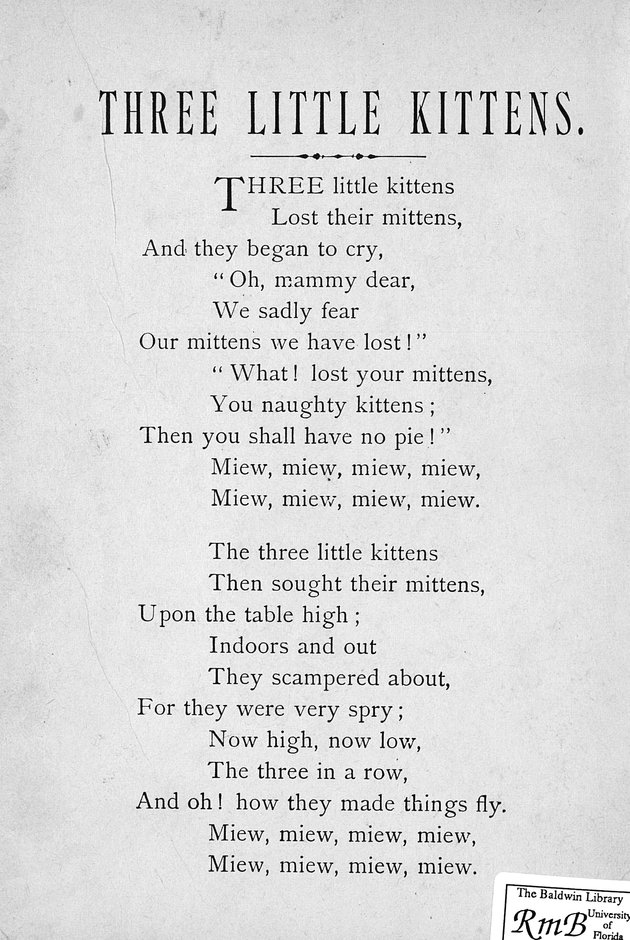 THREE LITTLE KITTENS.
THREE little kittens
Lost their mittens,
And they began to cry,
“ Oh, mammy dear,
We sadly fear
Our mittens we have lost ! ”
“ What ! lost your mittens,
You naughty kittens ;
Then you shall have no pie ! ”
Miew, miew, miew, miew,
Miew, miew, miew, miew.
The three little kittens
Then sought their mittens,
Upon the table high ;
Indoors and out
They scampered about,
For they were very spry ;
Now high, now low,
The three in a row,
And oh ! how they made things fly.
Miew, miew, miew, miew,
Miew, miew, miew, miew.
The Baldwin Library
RmB University
of
Florida